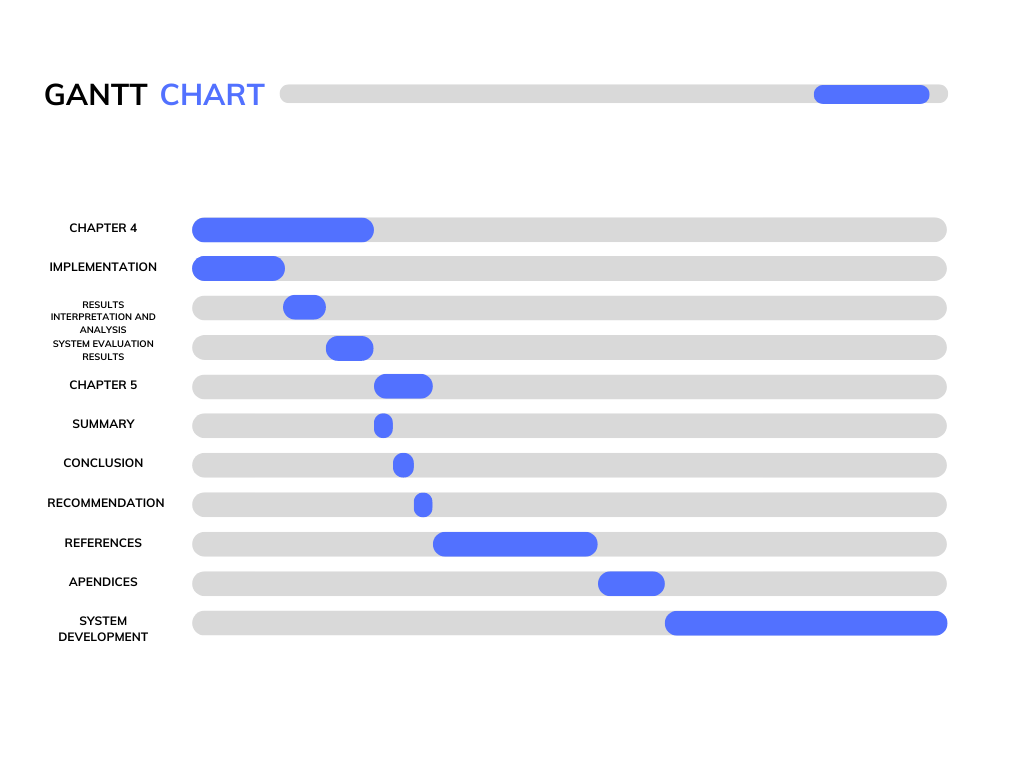 GANTT CHART
CHAPTER 4
IMPLEMENTATION
RESULTS
INTERPRETATION AND
ANALYSIS
SYSTEM EVALUATION
RESULTS
CHAPTER 5
SUMMARY
CONCLUSION
RECOMMENDATION
REFERENCES
APENDICES
SYSTEM
DEVELOPMENT